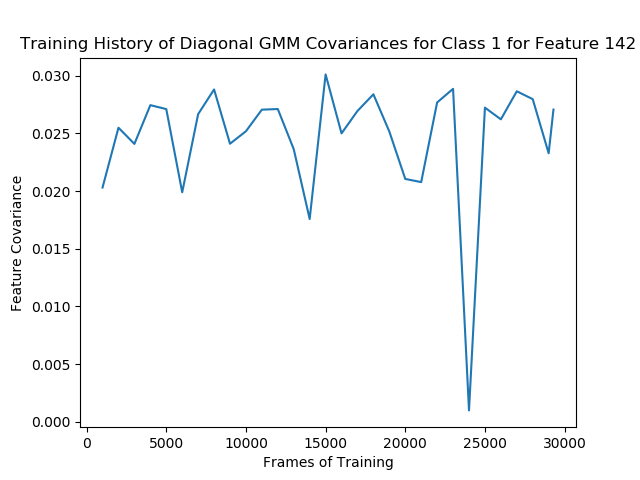 Training History of Diagonal GMM Covariances for Class 1 for Feature 142
0.030
0.025
0.020
0.015
0.010
0.005
0.000
Feature Covariance
0 5000 10000 15000 20000 25000 30000
Frames of Training